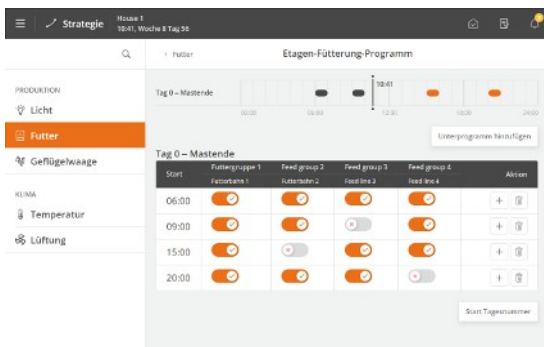 Strategie
House 1
10:41, Woche 8 Tag 56
Futter
Etagen-Fütterung-Programm
PRODUKTION
Licht
Futter
Geflügelwaage
KLIMA
Temperatur
Lüftung
Tag 0 – Mastende
10:41
00:00 06:00 12:00 18:00 24:00
Unterprogramm hinzufügen
Tag 0 – Mastende
Start Futtergruppe 1 Feed group 2 Feed group 3 Feed group 4 Aktion
Futterbahn 1 Futterbahn 2 Feed line 3 Feed line 4
06:00
09:00
15:00
20:00
Start Tagesnummer